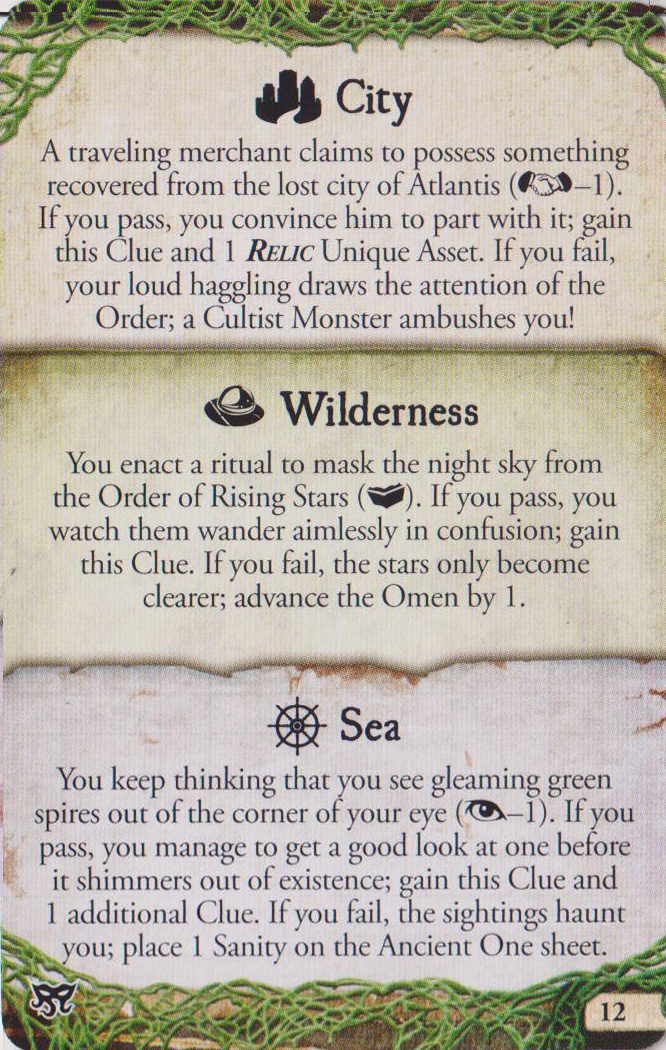 City
A traveling merchant claims to possess something
recovered from the lost city of Atlantis (–1).
If you pass, you convince him to part with it; gain
this Clue and 1 RELIC Unique Asset. If you fail,
your loud haggling draws the attention of the
Order; a Cultist Monster ambushes you!
Wilderness
You enact a ritual to mask the night sky from
the Order of Rising Stars (). If you pass, you
watch them wander aimlessly in confusion; gain
this Clue. If you fail, the stars only become
clearer; advance the Omen by 1.
Sea
You keep thinking that you see gleaming green
spires out of the corner of your eye (–1). If you
pass, you manage to get a good look at one before
it shimmers out of existence; gain this Clue and
1 additional Clue. If you fail, the sightings haunt
you; place 1 Sanity on the Ancient One sheet.
12